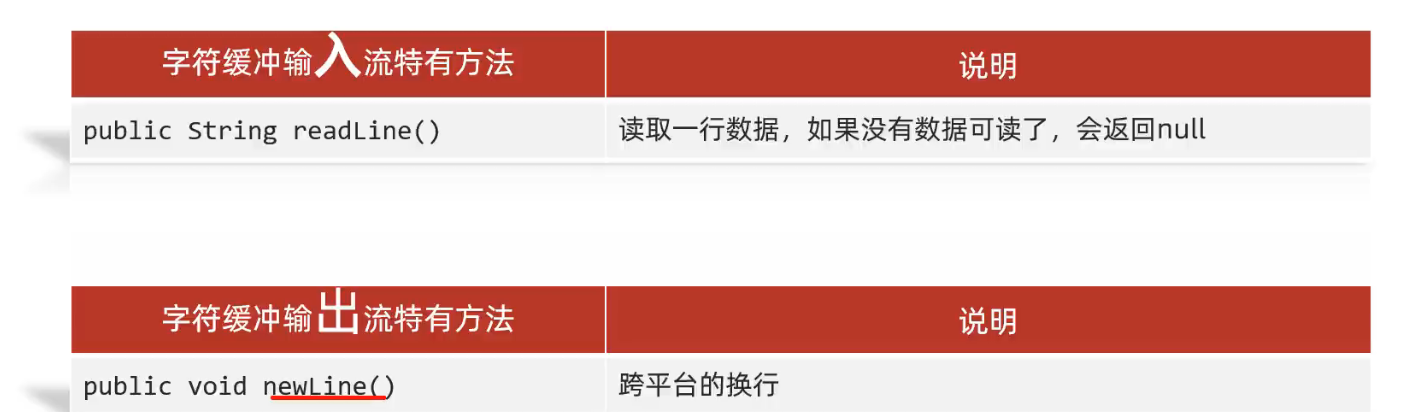 字符缓冲输入流特有方法 说明
public String readLine() 读取一行数据，如果没有数据可读了，会返回null
字符缓冲输出流特有方法 说明
public void newLine() 跨平台的换行